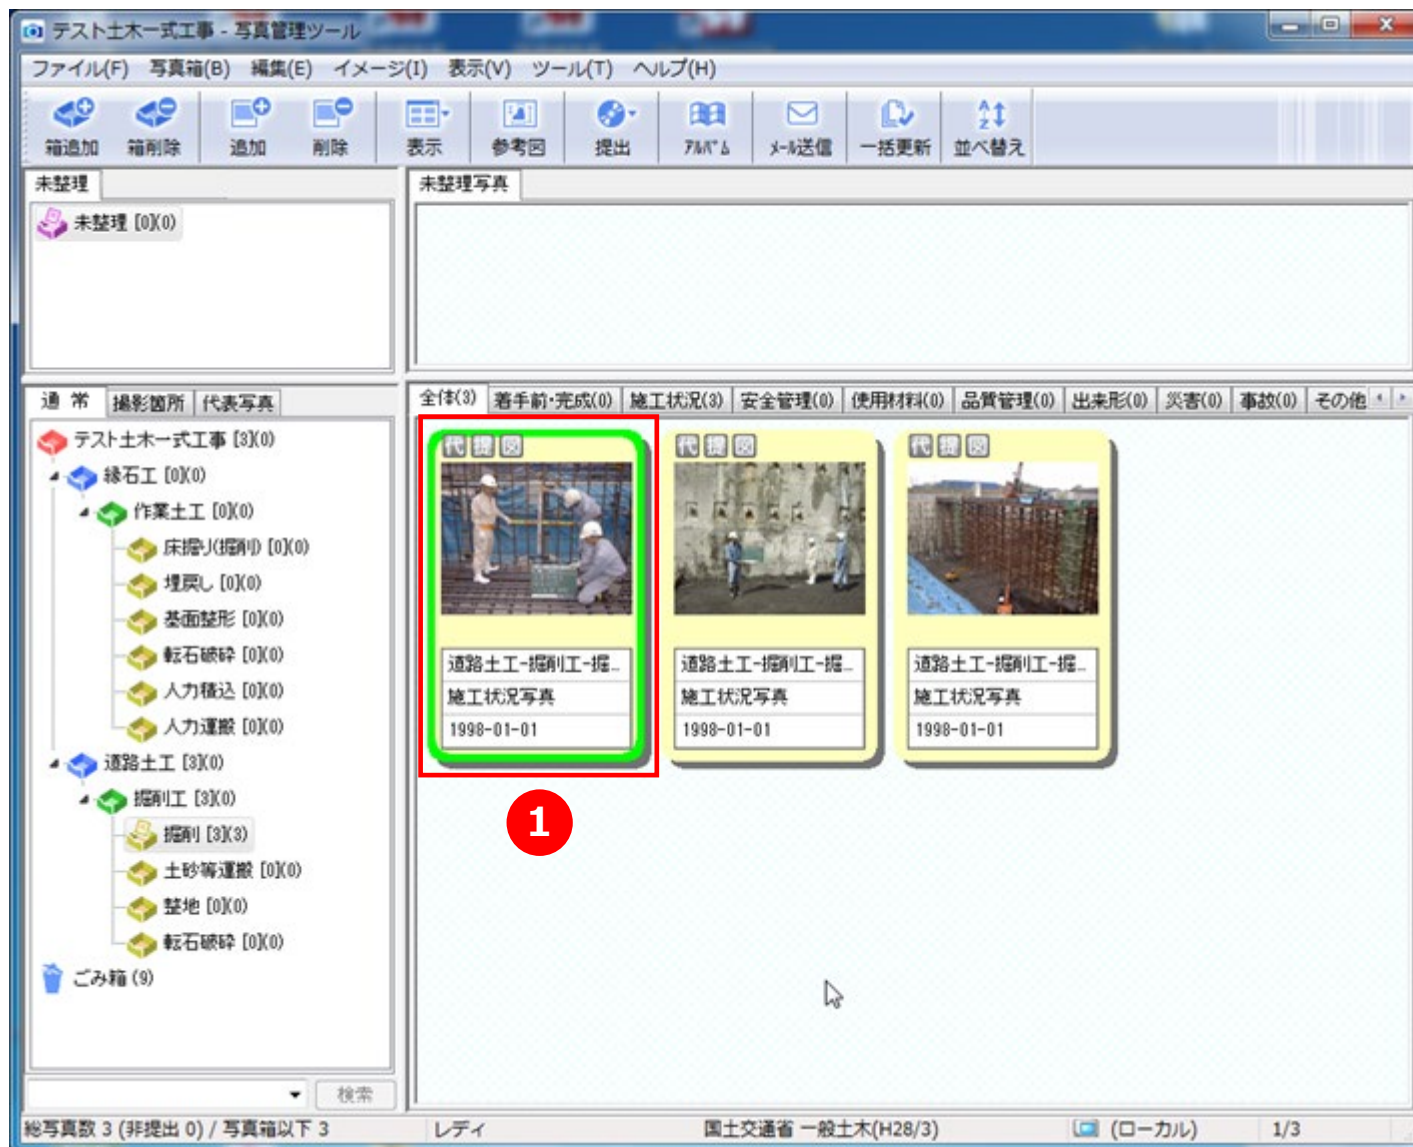 テスト土木一式工事 - 写真管理ツール
ファイル(F) 写真箱(B) 編集(E) イメージ(I) 表示(V) ツール(T) ヘルプ(H)
箱追加 箱削除 追加 削除 表示 参考図 提出 ｱﾙﾊﾞﾑ ﾒｰﾙ送信 一括更新 並べ替え
未整理
未整理 [0](0)
未整理写真
通 常 撮影箇所 代表写真
テスト土木一式工事 [3](0)
縁石工 [0](0)
作業土工 [0](0)
床掘り(掘削) [0](0)
埋戻し [0](0)
基面整形 [0](0)
転石破砕 [0](0)
人力積込 [0](0)
人力運搬 [0](0)
道路土工 [3](0)
掘削工 [3](0)
掘削 [3](3)
土砂等運搬 [0](0)
整地 [0](0)
転石破砕 [0](0)
ごみ箱 (9)
検索
全体(3) 着手前・完成(0) 施工状況(3) 安全管理(0) 使用材料(0) 品質管理(0) 出来形(0) 災害(0) 事故(0) その他
代 提 図
道路土工-掘削工-掘...
施工状況写真
1998-01-01
代 提 図
道路土工-掘削工-掘...
施工状況写真
1998-01-01
代 提 図
道路土工-掘削工-掘...
施工状況写真
1998-01-01
1
総写真数 3 (非提出 0) / 写真箱以下 3 レディ 国土交通省 一般土木(H28/3) (ローカル) 1/3